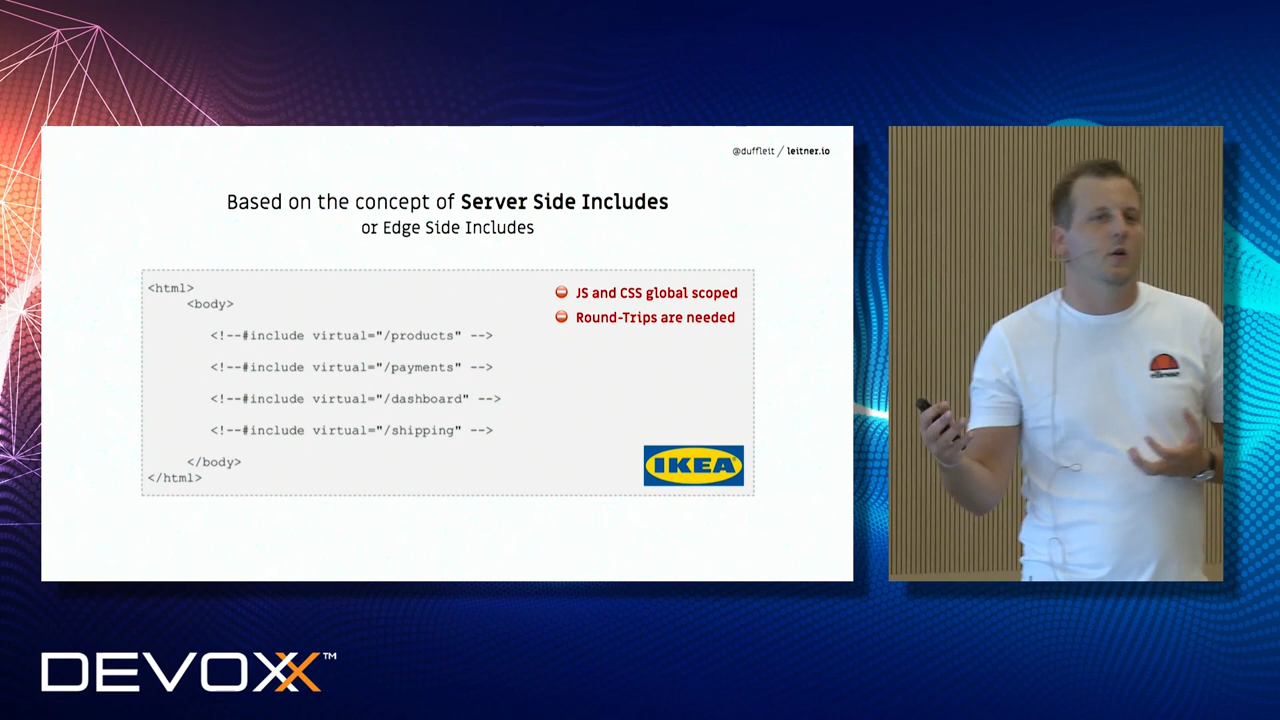 @duffleit / leitner.io
Based on the concept of Server Side Includes
or Edge Side Includes
<html>
<body>
<!--#include virtual="/products" -->
<!--#include virtual="/payments" -->
<!--#include virtual="/dashboard" -->
<!--#include virtual="/shipping" -->
</body>
</html>
JS and CSS global scoped
Round-Trips are needed
IKEA®
ellesse
DEVOXX™